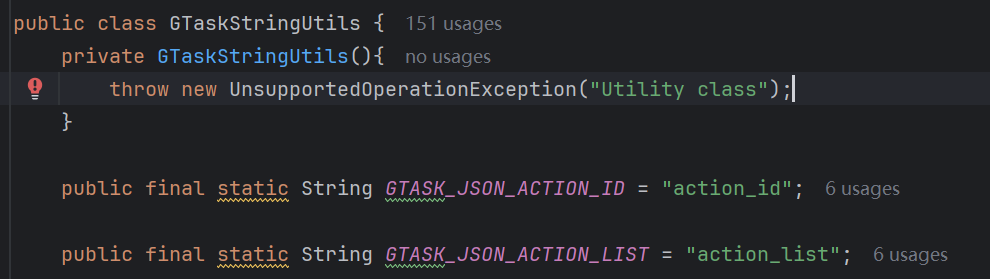 public class GTaskStringUtils {   151 usages
    private GTaskStringUtils(){   no usages
        throw new UnsupportedOperationException("Utility class");
    }
    public final static String GTASK_JSON_ACTION_ID = "action_id";   6 usages
    public final static String GTASK_JSON_ACTION_LIST = "action_list";   6 usages